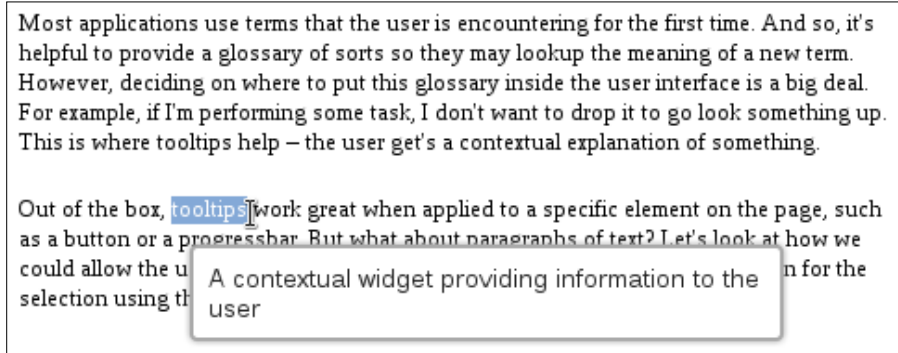 Most applications use terms that the user is encountering for the first time. And so, it's
helpful to provide a glossary of sorts so they may lookup the meaning of a new term.
However, deciding on where to put this glossary inside the user interface is a big deal.
For example, if I'm performing some task, I don't want to drop it to go look something up.
This is where tooltips help – the user get's a contextual explanation of something.
Out of the box, tooltips work great when applied to a specific element on the page, such
as a button or a progressbar. But what about paragraphs of text? Let's look at how we
could allow the u
n for the
selection using th
A contextual widget providing information to the
user